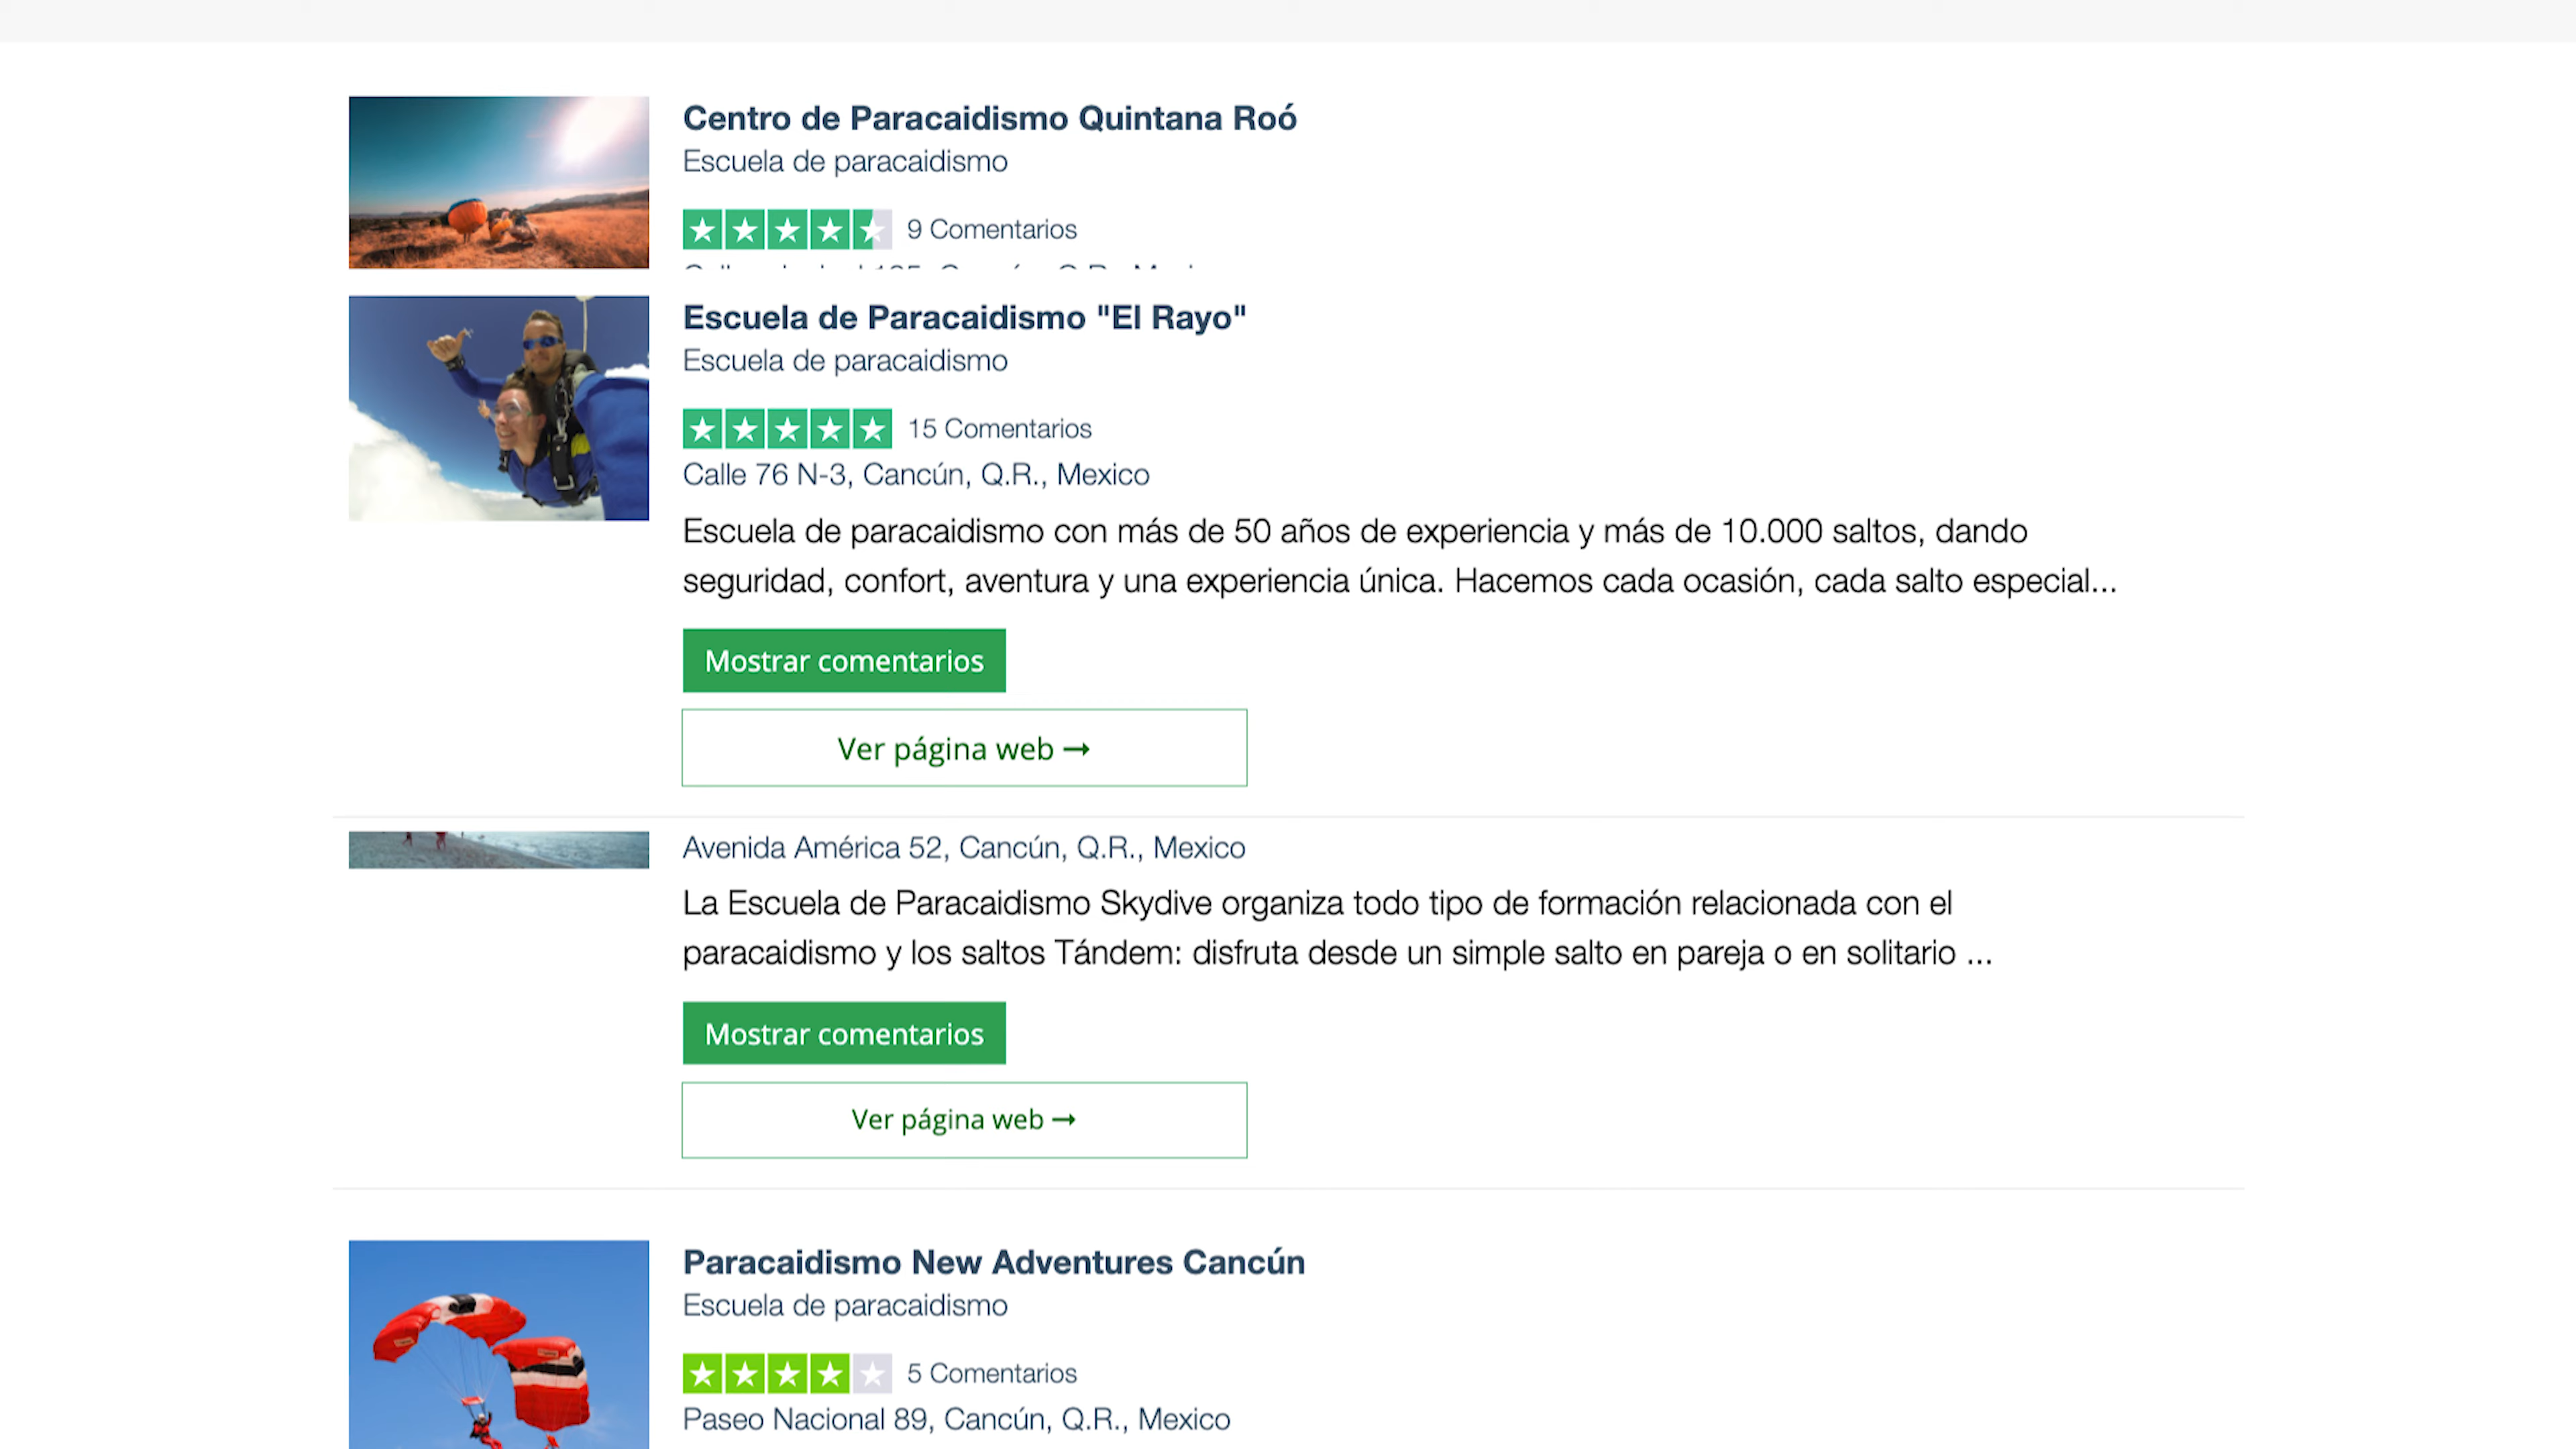 Centro de Paracaidismo Quintana Roó
Escuela de paracaidismo
9 Comentarios
Escuela de Paracaidismo "El Rayo"
Escuela de paracaidismo
15 Comentarios
Calle 76 N-3, Cancún, Q.R., Mexico
Escuela de paracaidismo con más de 50 años de experiencia y más de 10.000 saltos, dando
seguridad, confort, aventura y una experiencia única. Hacemos cada ocasión, cada salto especial...
Mostrar comentarios
Ver página web →
Avenida América 52, Cancún, Q.R., Mexico
La Escuela de Paracaidismo Skydive organiza todo tipo de formación relacionada con el
paracaidismo y los saltos Tándem: disfruta desde un simple salto en pareja o en solitario ...
Mostrar comentarios
Ver página web →
Paracaidismo New Adventures Cancún
Escuela de paracaidismo
5 Comentarios
Paseo Nacional 89, Cancún, Q.R., Mexico